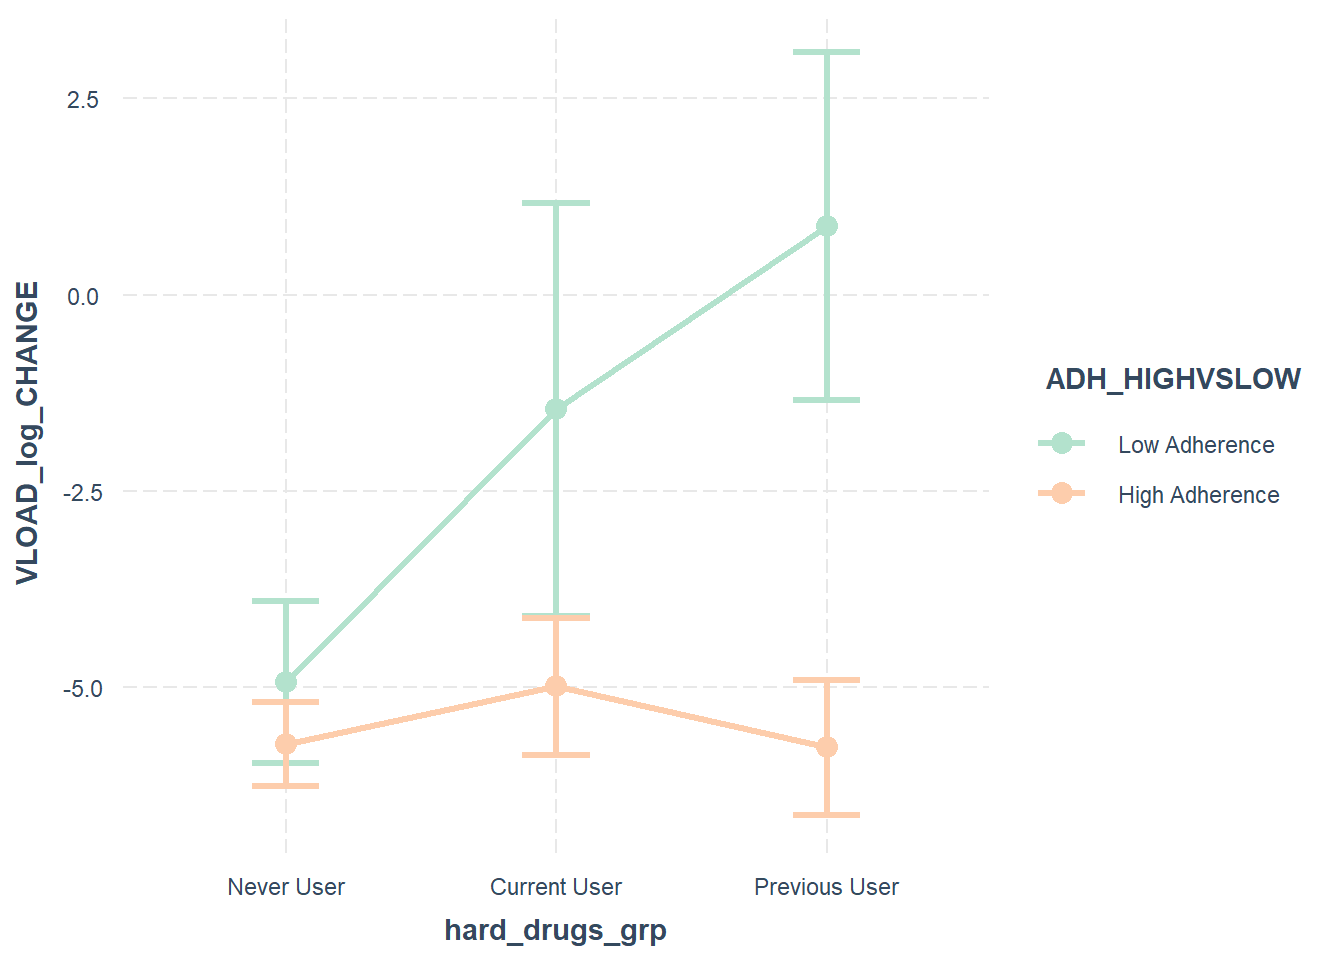 2.5
0.0
-2.5
-5.0
VLOAD_log_CHANGE
Never User
Current User
Previous User
hard_drugs_grp
ADH_HIGHVSLOW
Low Adherence
High Adherence